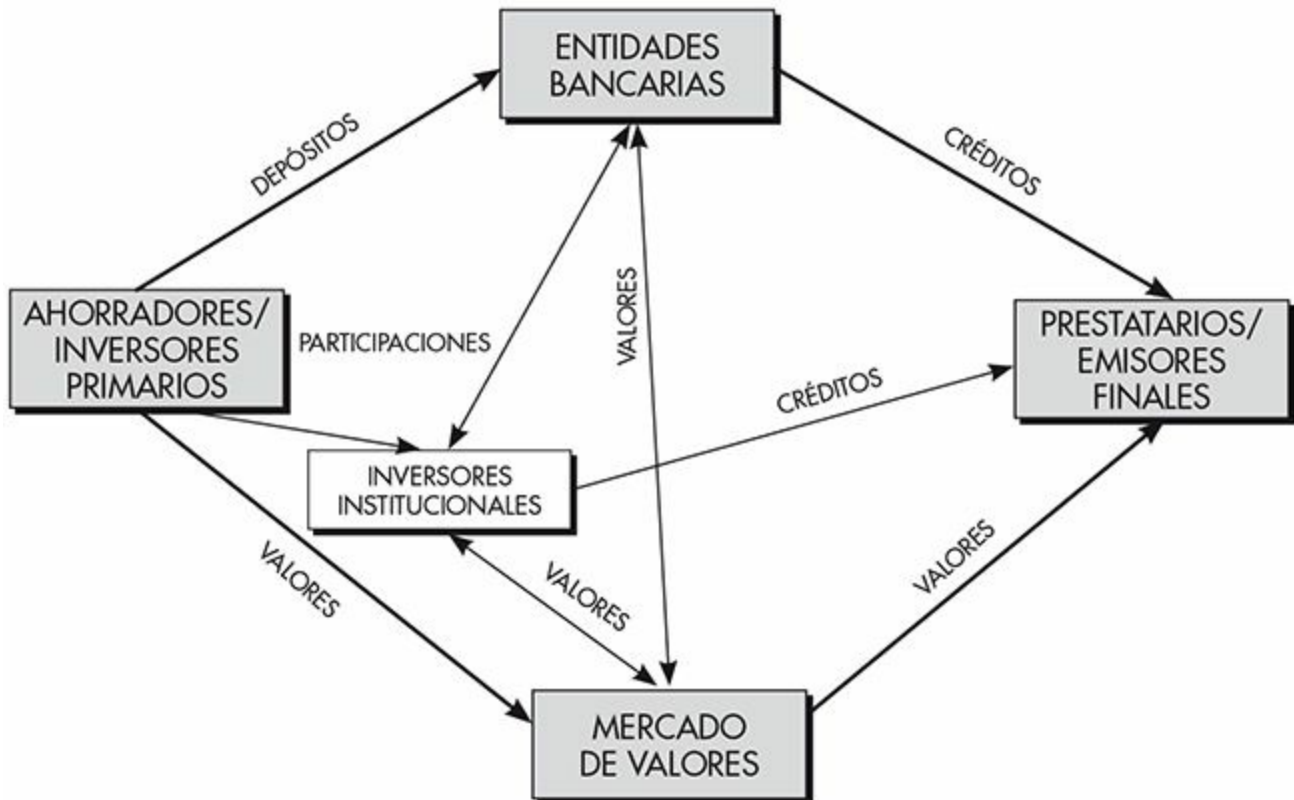 ENTIDADES
BANCARIAS
DEPÓSITOS
CRÉDITOS
AHORRADORES/
INVERSORES
PRIMARIOS
PARTICIPACIONES
VALORES
PRESTATARIOS/
EMISORES
FINALES
CRÉDITOS
INVERSORES
INSTITUCIONALES
VALORES
VALORES
VALORES
MERCADO
DE VALORES